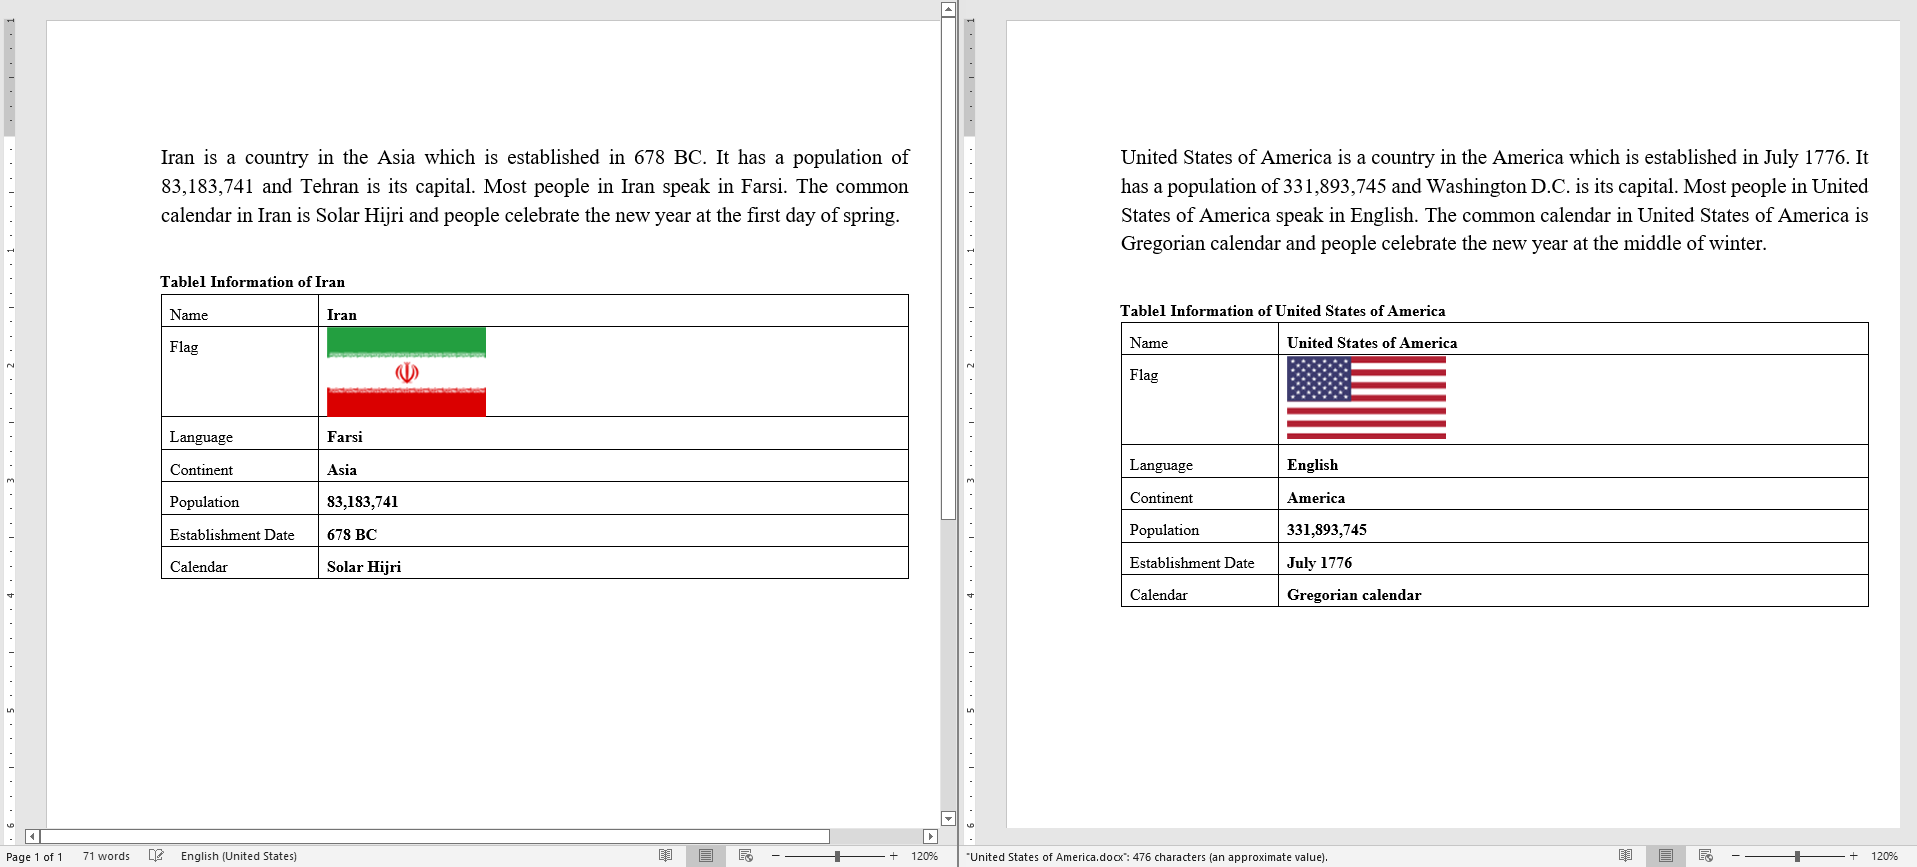 Iran is a country in the Asia which is established in 678 BC. It has a population of
83,183,741 and Tehran is its capital. Most people in Iran speak in Farsi. The common
calendar in Iran is Solar Hijri and people celebrate the new year at the first day of spring.
Table1 Information of Iran
Name Iran
Flag
Language Farsi
Continent Asia
Population 83,183,741
Establishment Date 678 BC
Calendar Solar Hijri
Page 1 of 1 71 words English (United States) 120%
United States of America is a country in the America which is established in July 1776. It
has a population of 331,893,745 and Washington D.C. is its capital. Most people in United
States of America speak in English. The common calendar in United States of America is
Gregorian calendar and people celebrate the new year at the middle of winter.
Table1 Information of United States of America
Name United States of America
Flag
Language English
Continent America
Population 331,893,745
Establishment Date July 1776
Calendar Gregorian calendar
"United States of America.docx": 476 characters (an approximate value). 120%